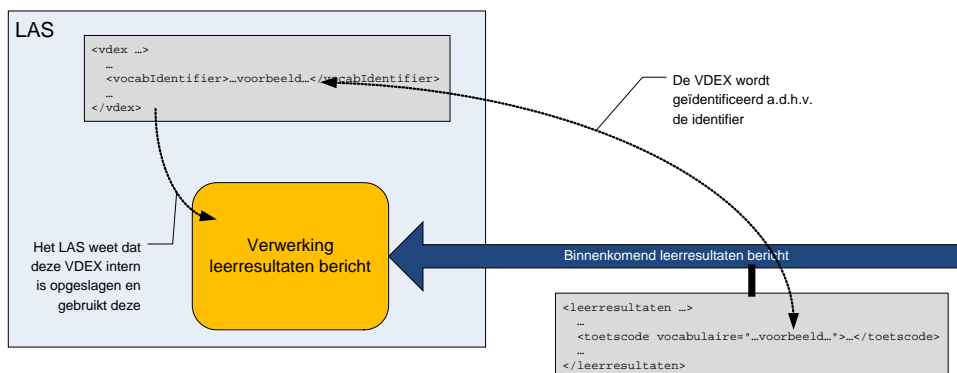 LAS
<vdex …>
…
<vocabIdentifier>…voorbeeld…</vocabIdentifier>
…
</vdex>
De VDEX wordt
geïdentificeerd a.d.h.v.
de identifier
Het LAS weet dat
deze VDEX intern
is opgeslagen en
gebruikt deze
Verwerking
leerresultaten bericht
Binnenkomend leerresultaten bericht
<leerresultaten …>
…
<toetscode vocabulaire="…voorbeeld…">…</toetscode>
…
</leerresultaten>